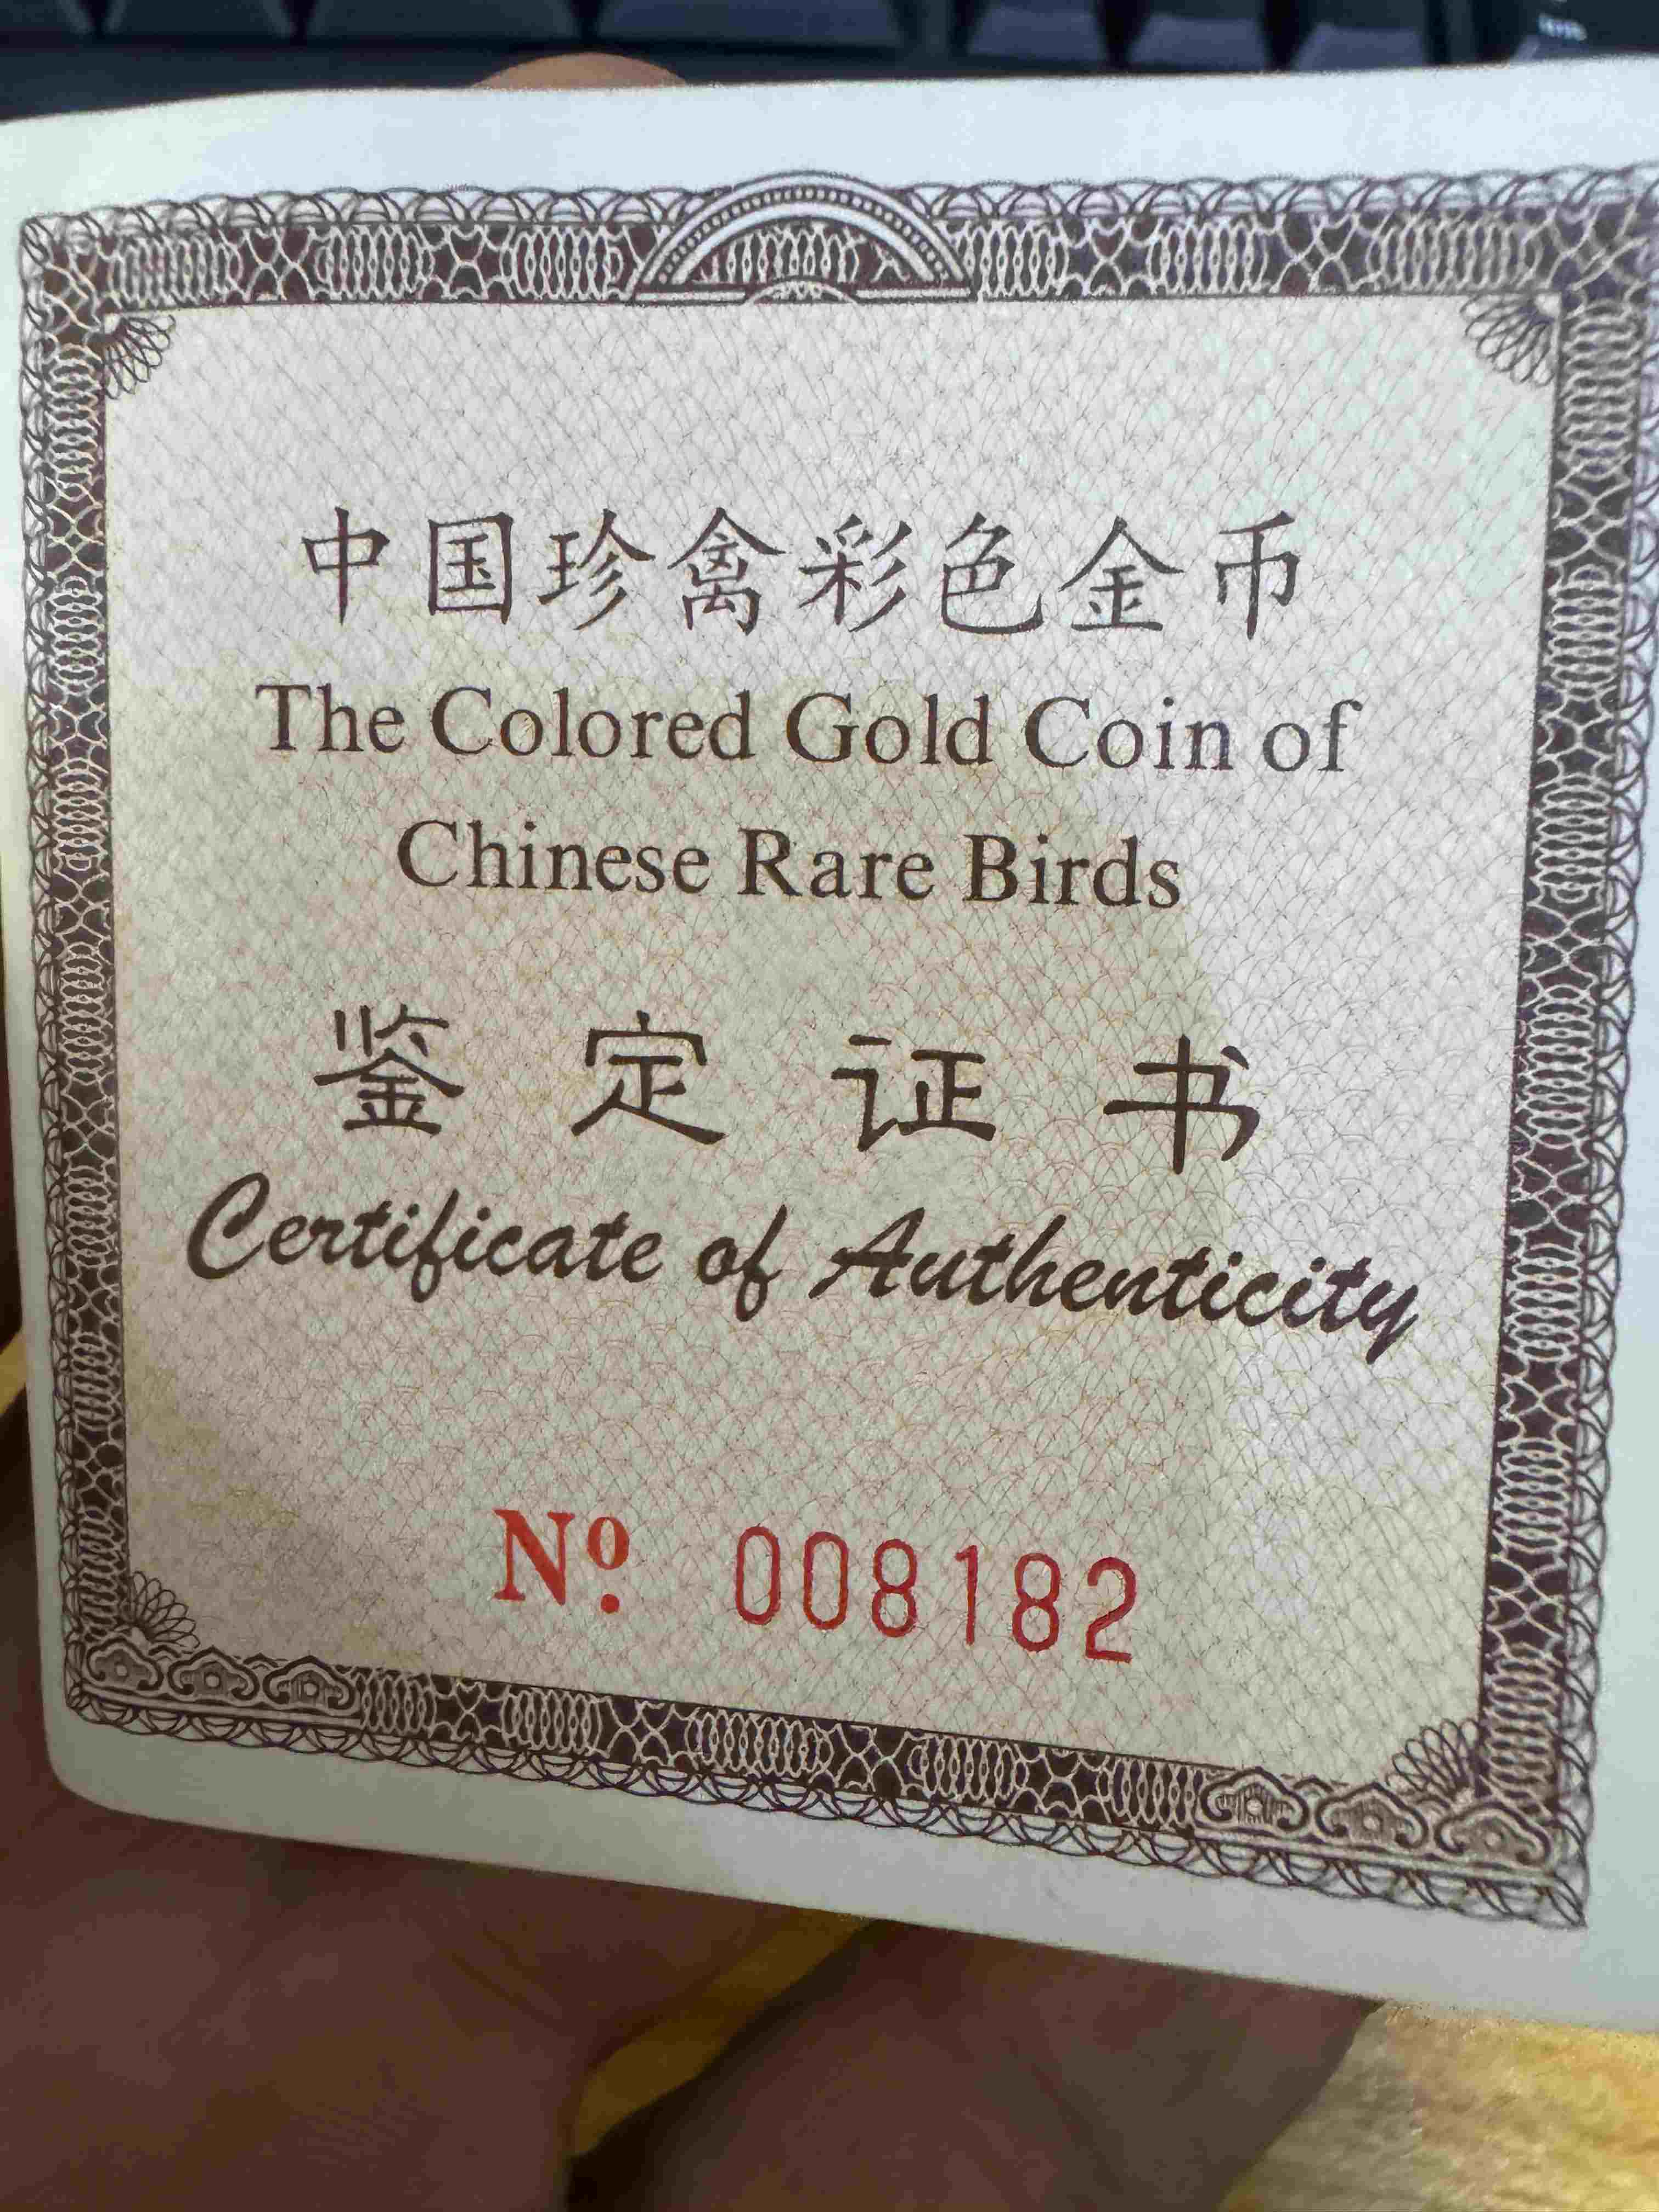 中国珍禽彩色金币
The Colored Gold Coin of
Chinese Rare Birds
鉴定证书
Certificate of Authenticity
Nº. 008182